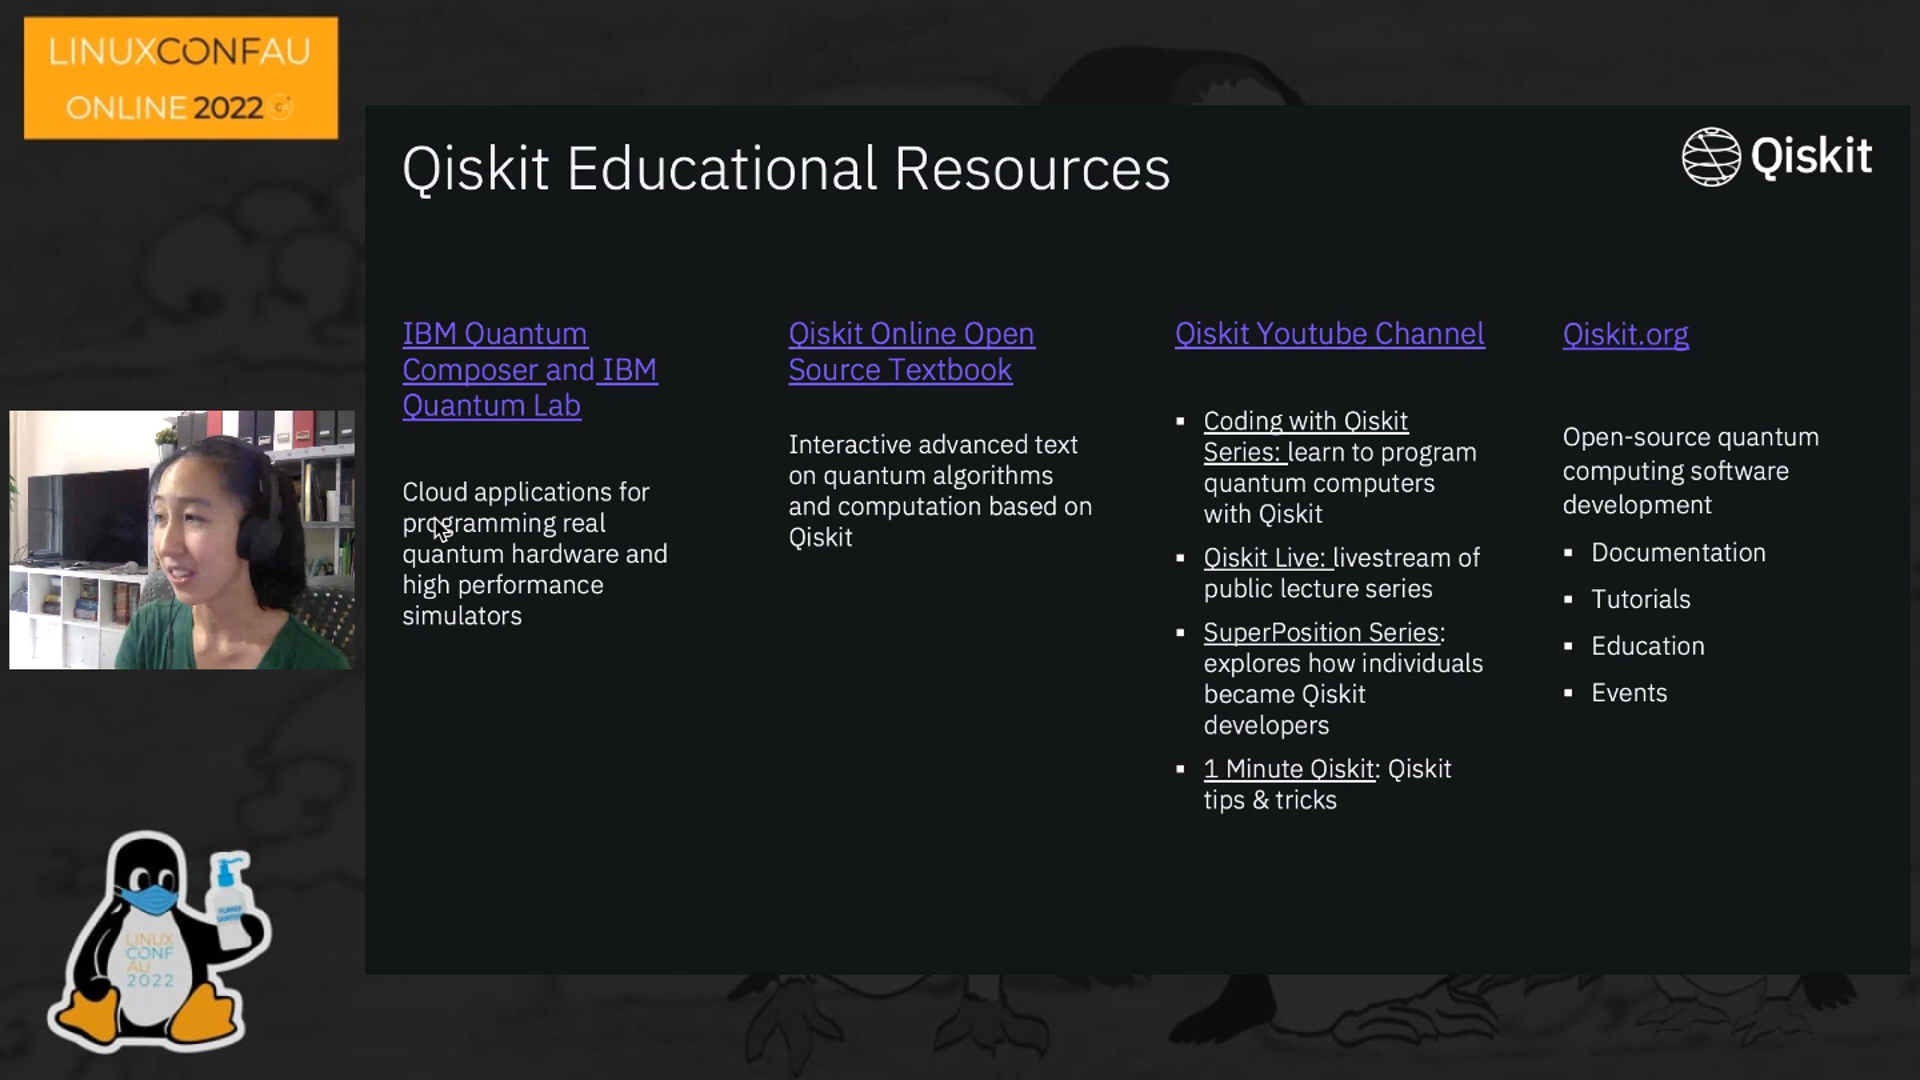 LINUXCONFAU
ONLINE 2022
Qiskit Educational Resources
Qiskit
IBM Quantum
Composer and IBM
Quantum Lab
Cloud applications for
programming real
quantum hardware and
high performance
simulators
Qiskit Online Open
Source Textbook
Interactive advanced text
on quantum algorithms
and computation based on
Qiskit
Qiskit Youtube Channel
▪ Coding with Qiskit
Series: learn to program
quantum computers
with Qiskit
▪ Qiskit Live: livestream of
public lecture series
▪ SuperPosition Series:
explores how individuals
became Qiskit
developers
▪ 1 Minute Qiskit: Qiskit
tips & tricks
Qiskit.org
Open-source quantum
computing software
development
▪ Documentation
▪ Tutorials
▪ Education
▪ Events
LINUX
CONF
AU
2022